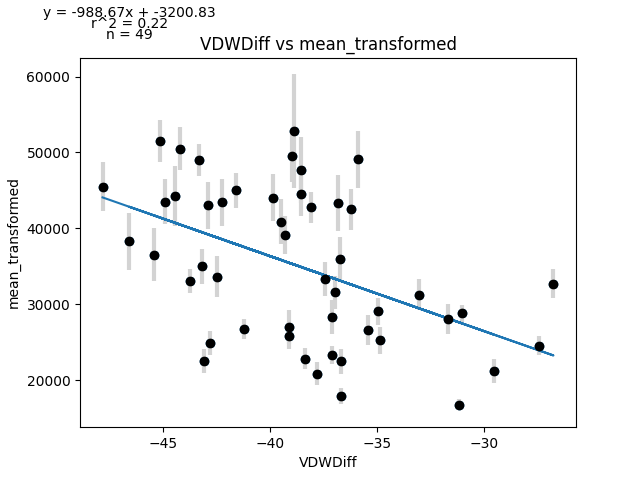 y = -988.67x + -3200.83
r^2 = 0.22
n = 49
VDWDiff vs mean_transformed
60000
50000
40000
30000
20000
mean_transformed
−45
−40
−35
−30
VDWDiff